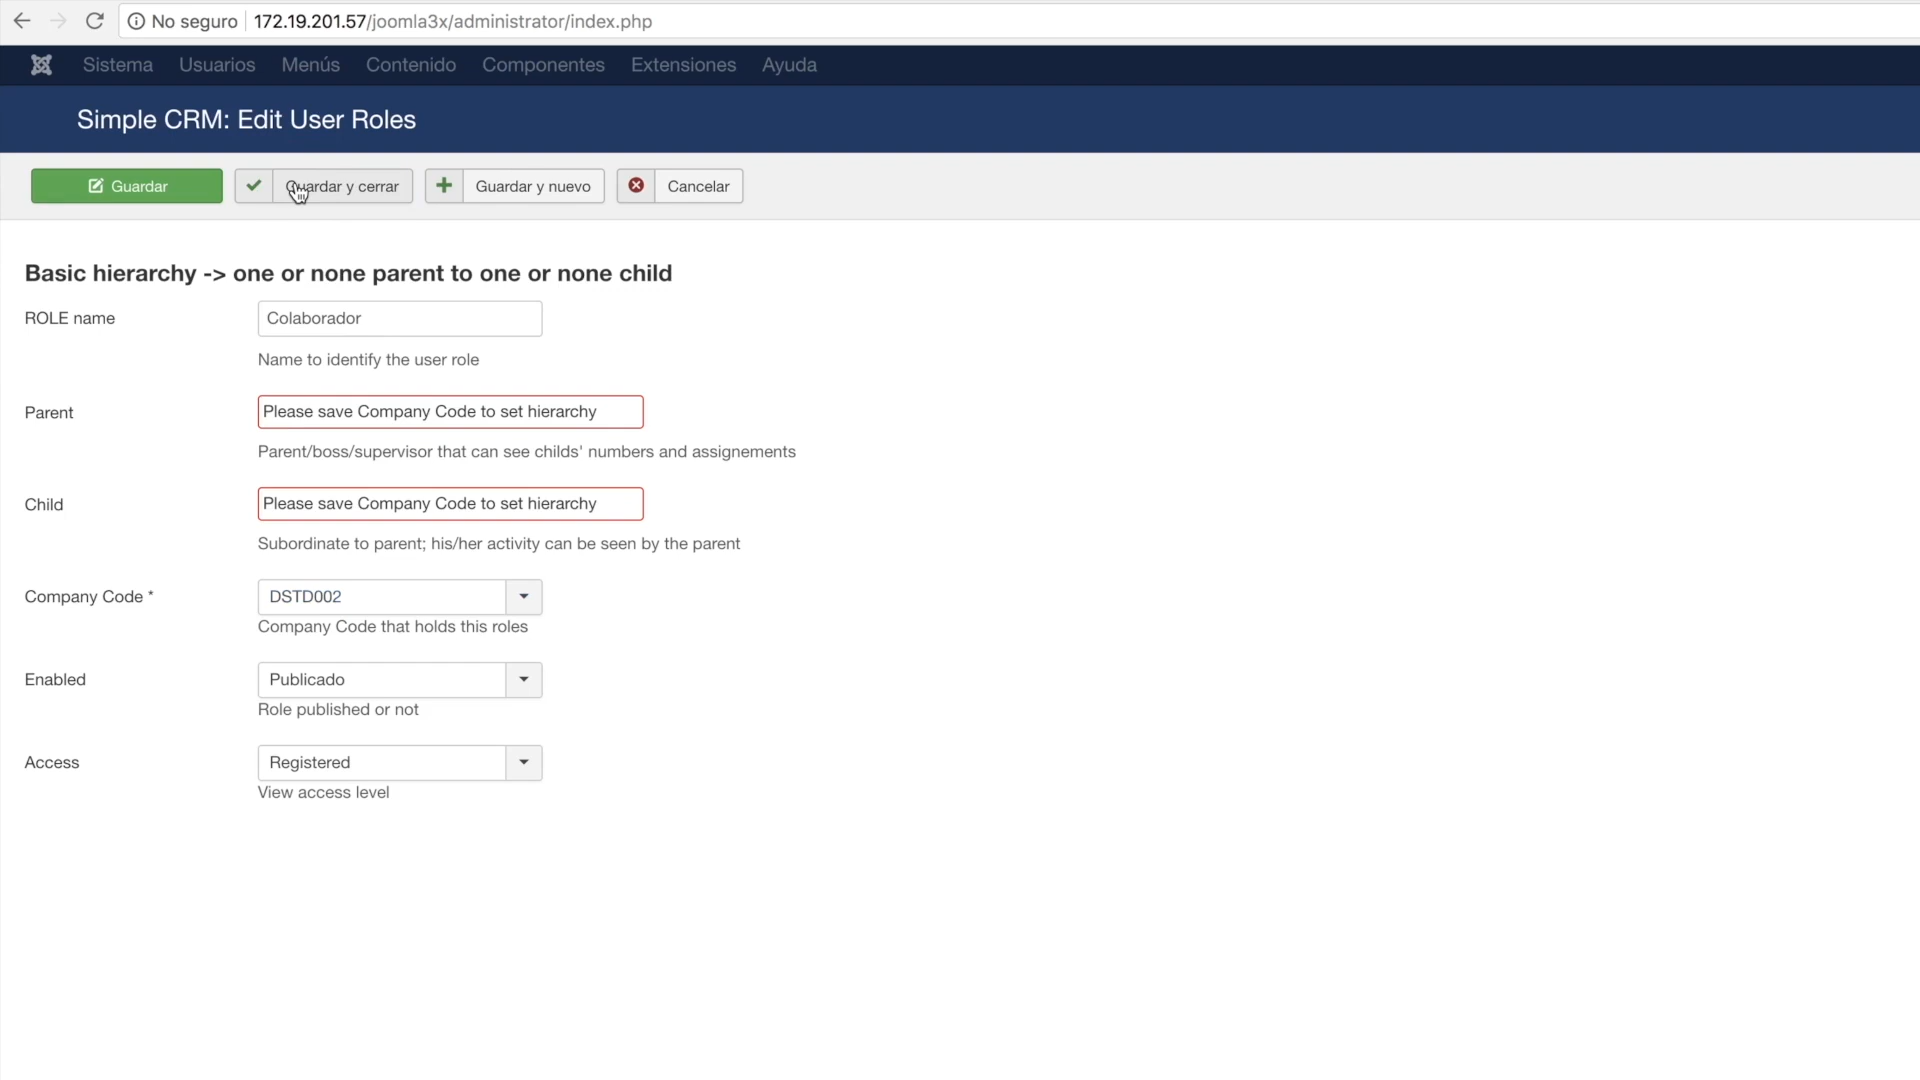 No seguro 172.19.201.57/joomla3x/administrator/index.php
Sistema Usuarios Menús Contenido Componentes Extensiones Ayuda
Simple CRM: Edit User Roles
Guardar Guardar y cerrar Guardar y nuevo Cancelar
Basic hierarchy -> one or none parent to one or none child
ROLE name Colaborador
Name to identify the user role
Parent Please save Company Code to set hierarchy
Parent/boss/supervisor that can see childs' numbers and assignements
Child Please save Company Code to set hierarchy
Subordinate to parent; his/her activity can be seen by the parent
Company Code * DSTD002
Company Code that holds this roles
Enabled Publicado
Role published or not
Access Registered
View access level